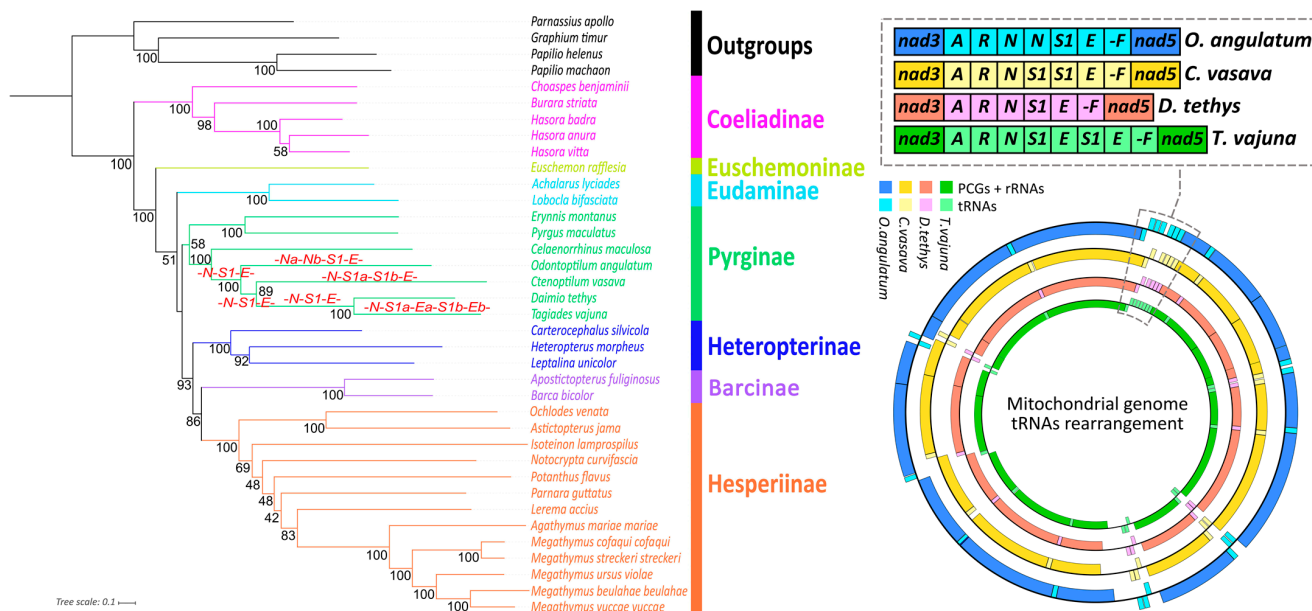 Parnassius apollo
Graphium timur
100
Papilio helenus
100
Papilio machaon
Outgroups
Choaspes benjaminii
100
Burara striata
98
Hasora badra
100
Hasora anura
58
Hasora vitta
Coeliadinae
100
Euschemon rafflesia
Euschemoninae
100
Achalarus lyciades
100
Lobocla bifasciata
Eudaminae
51
Erynnis montanus
100
Pyrgus maculatus
58
Celaenorrhinus maculosa
100
-Na-Nb-S1-E-
Odontoptilum angulatum
-N-S1-E-
100
-N-S1a-S1b-E-
Ctenoptilum vasava
89
-N-S1-E-
-N-S1-E-
Daimio tethys
-N-S1a-Ea-S1b-Eb-
100
Tagiades vajuna
Pyrginae
Carterocephalus silvicola
100
Heteropterus morpheus
92
Leptalina unicolor
Heteropterinae
93
Apostictopterus fuliginosus
100
Barca bicolor
Barcinae
86
Ochlodes venata
100
Astictopterus jama
100
Isoteinon lamprospilus
69
Notocrypta curvifascia
48
Potanthus flavus
48
Parnara guttatus
42
Lerema accius
83
Agathymus mariae mariae
100
Megathymus cofaqui cofaqui
100
Megathymus streckeri streckeri
100
Megathymus ursus violae
100
Megathymus beulahae beulahae
100
Megathymus yuccae yuccae
Hesperiinae
Tree scale: 0.1
nad3 A R N N S1 E -F nad5 O. angulatum
nad3 A R N S1 S1 E -F nad5 C. vasava
nad3 A R N S1 E -F nad5 D. tethys
nad3 A R N S1 E S1 E -F nad5 T. vajuna
PCGs + rRNAs
tRNAs
O.angulatum
C.vasava
D.tethys
T.vajuna
Mitochondrial genome
tRNAs rearrangement